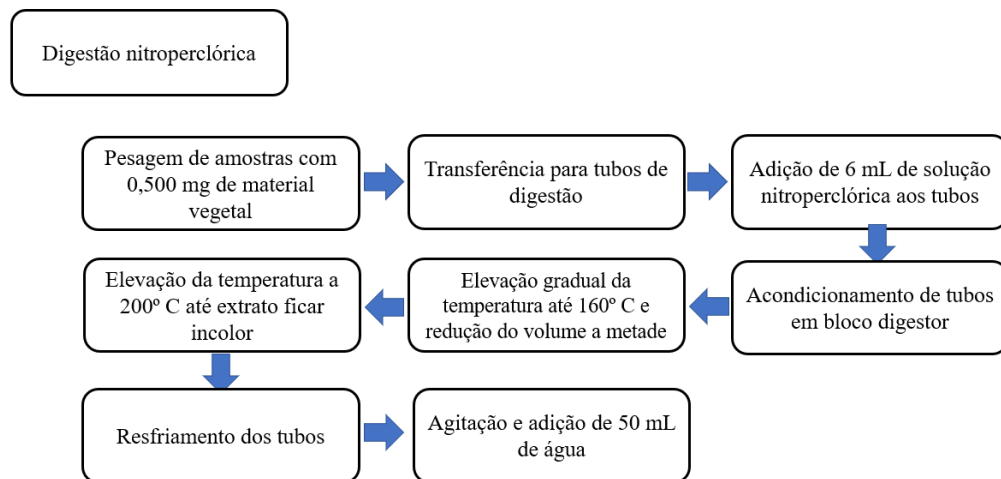 Digestão nitroperclórica
Pesagem de amostras com
0,500 mg de material
vegetal
Transferência para tubos de
digestão
Adição de 6 mL de solução
nitroperclórica aos tubos
Acondicionamento de tubos
em bloco digestor
Elevação gradual da
temperatura até 160º C e
redução do volume a metade
Elevação da temperatura a
200º C até extrato ficar
incolor
Resfriamento dos tubos
Agitação e adição de 50 mL
de água